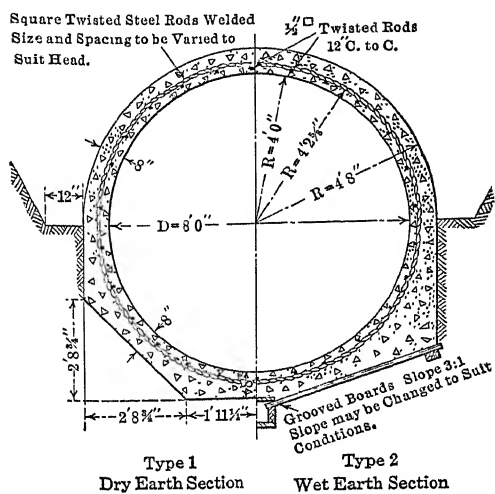 Square Twisted Steel Rods Welded
Size and Spacing to be Varied to
Suit Head.
½"□ Twisted Rods
12"C. to C.
R=4'0"
R=4'2⅝"
R=4'8"
8"
12"
D=8'0"
8"
2'8¾"
2'8¾"
1'11¼"
Grooved Boards Slope 3:1
Slope may be Changed to Suit
Conditions.
Type 1
Dry Earth Section
Type 2
Wet Earth Section